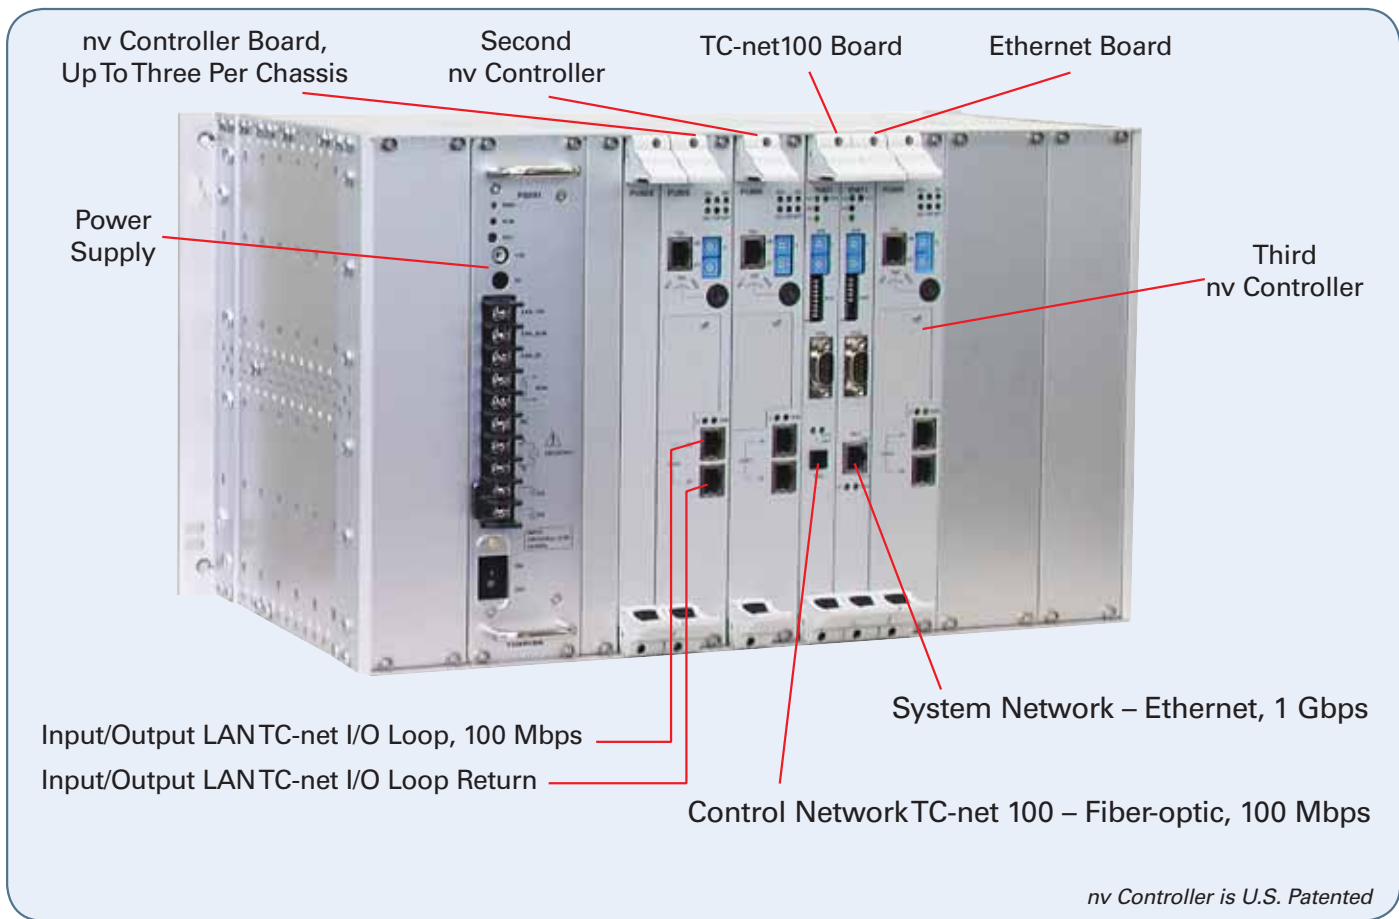 nv Controller Board,
Up To Three Per Chassis
Second
nv Controller
TC-net100 Board
Ethernet Board
Power
Supply
Third
nv Controller
TOSHIBA
System Network – Ethernet, 1 Gbps
Input/Output LAN TC-net I/O Loop, 100 Mbps
Input/Output LAN TC-net I/O Loop Return
Control Network TC-net 100 – Fiber-optic, 100 Mbps
nv Controller is U.S. Patented